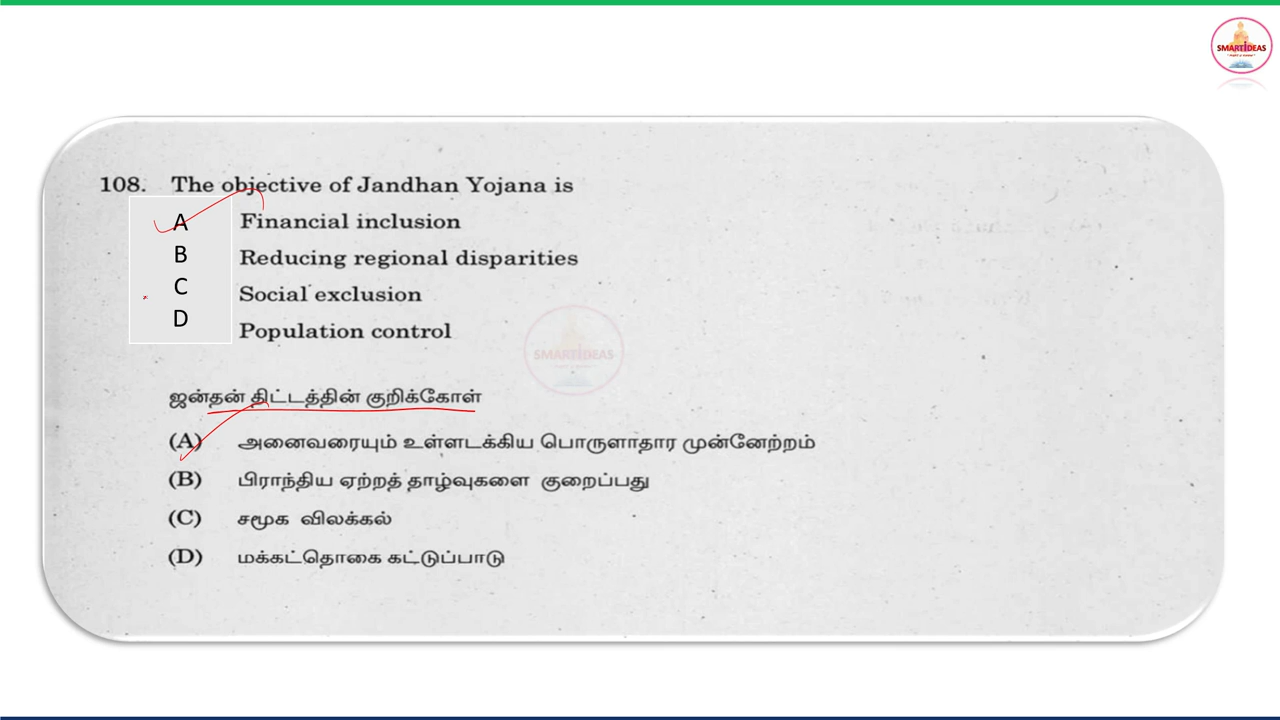 SMARTIDEAS
108. The objective of Jandhan Yojana is
A Financial inclusion
B Reducing regional disparities
C Social exclusion
D Population control
SMARTIDEAS
ஜன்தன் திட்டத்தின் குறிக்கோள்
(A) அனைவரையும் உள்ளடக்கிய பொருளாதார முன்னேற்றம்
(B) பிராந்திய ஏற்றத் தாழ்வுகளை குறைப்பது
(C) சமூக விலக்கல்
(D) மக்கட்தொகை கட்டுப்பாடு